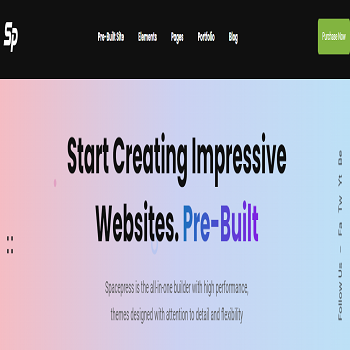 Sp
Pre-Built Site Elements Pages Portfolio Blog
Purchase Now
Start Creating Impressive
Websites. Pre-Built
Spacepress is the all-in-one builder with high performance,
themes designed with attention to detail and flexibility
Follow Us – Fa Tw Yt Be